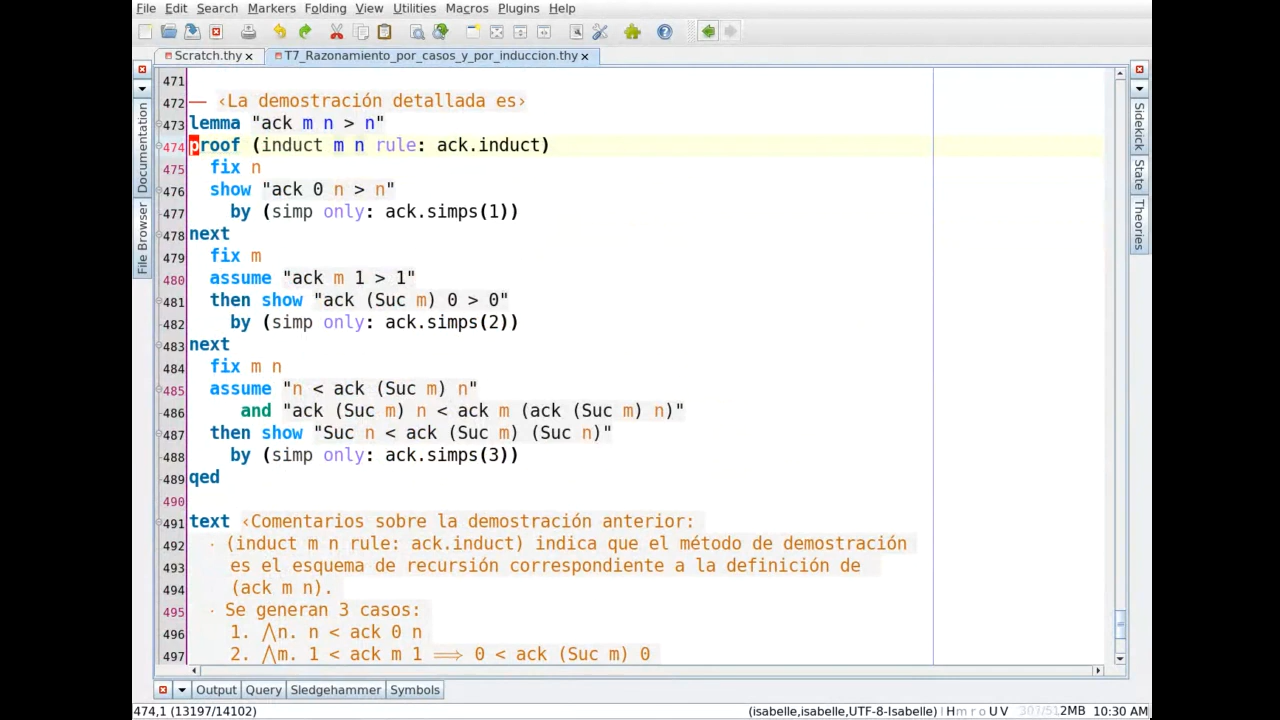 File Edit Search Markers Folding View Utilities Macros Plugins Help
Scratch.thy T7_Razonamiento_por_casos_y_por_induccion.thy
Documentation
File Browser
Sidekick
State
Theories
471
472 — ‹La demostración detallada es›
473 lemma "ack m n > n"
474 proof (induct m n rule: ack.induct)
475 fix n
476 show "ack 0 n > n"
477 by (simp only: ack.simps(1))
478 next
479 fix m
480 assume "ack m 1 > 1"
481 then show "ack (Suc m) 0 > 0"
482 by (simp only: ack.simps(2))
483 next
484 fix m n
485 assume "n < ack (Suc m) n"
486 and "ack (Suc m) n < ack m (ack (Suc m) n)"
487 then show "Suc n < ack (Suc m) (Suc n)"
488 by (simp only: ack.simps(3))
489 qed
490
491 text ‹Comentarios sobre la demostración anterior:
492 · (induct m n rule: ack.induct) indica que el método de demostración
493 es el esquema de recursión correspondiente a la definición de
494 (ack m n).
495 · Se generan 3 casos:
496 1. ⋀n. n < ack 0 n
497 2. ⋀m. 1 < ack m 1 ⟹ 0 < ack (Suc m) 0
Output Query Sledgehammer Symbols
474,1 (13197/14102) (isabelle,isabelle,UTF-8-Isabelle) | H m r o U V 2MB 10:30 AM